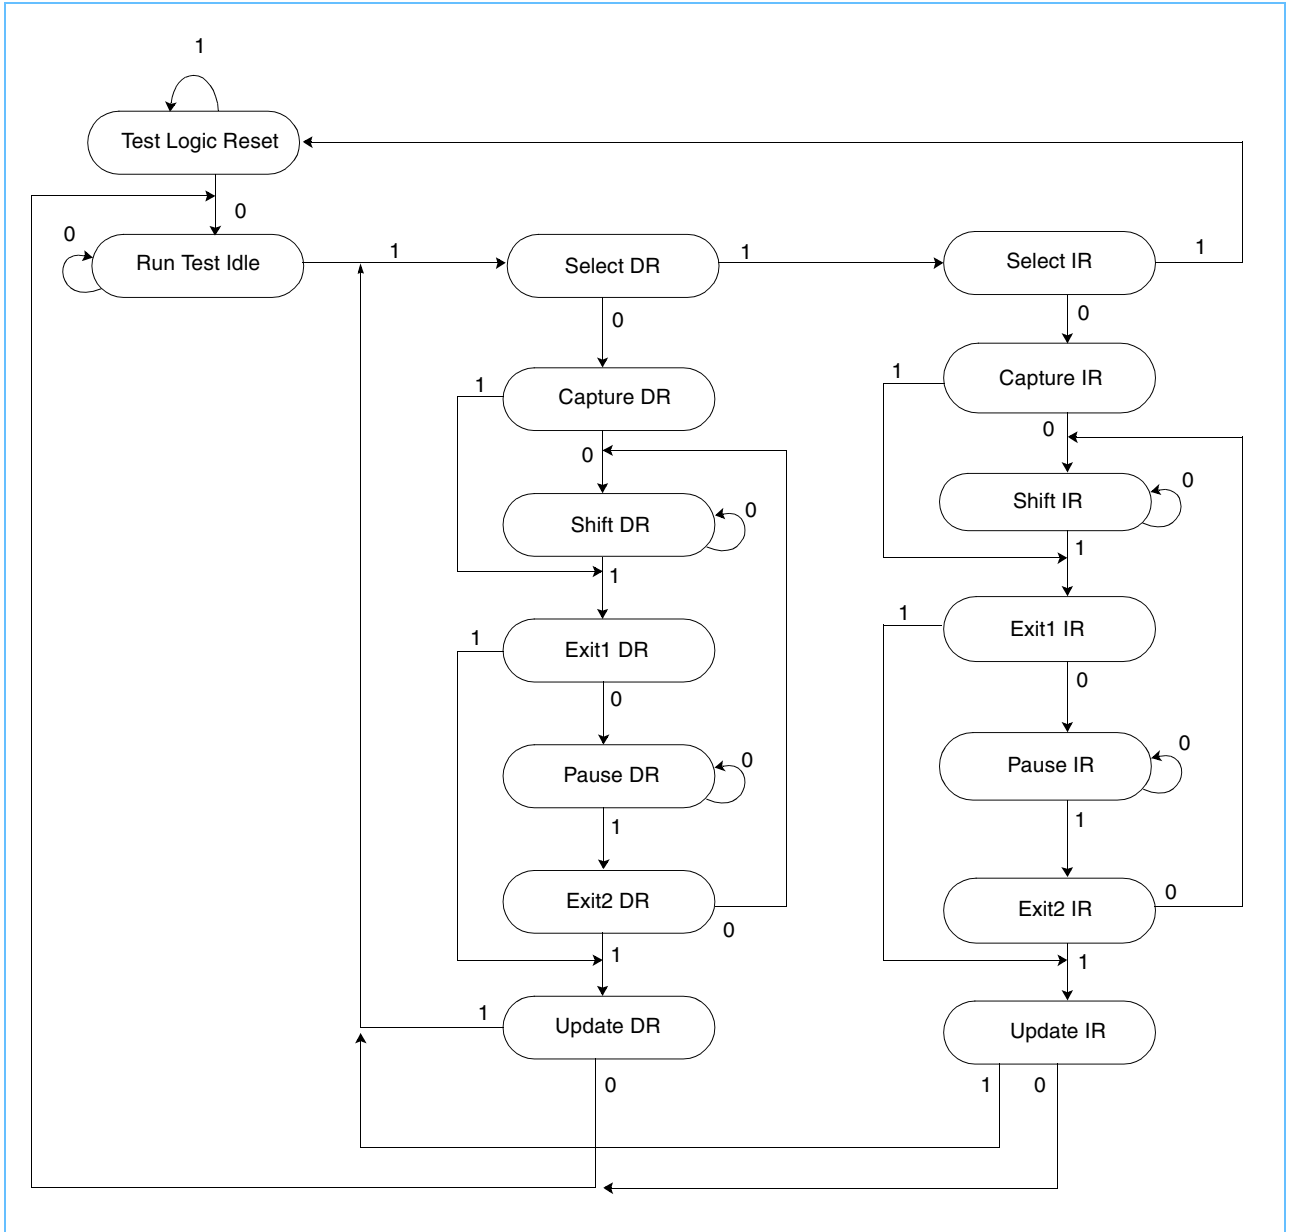 1
Test Logic Reset
0
0
Run Test Idle
1
Select DR
1
Select IR
1
0
0
1
Capture DR
1
Capture IR
0
0
Shift DR
0
Shift IR
0
1
1
1
Exit1 DR
1
Exit1 IR
0
0
Pause DR
0
Pause IR
0
1
1
Exit2 DR
0
Exit2 IR
0
1
1
1
Update DR
Update IR
0
1
0